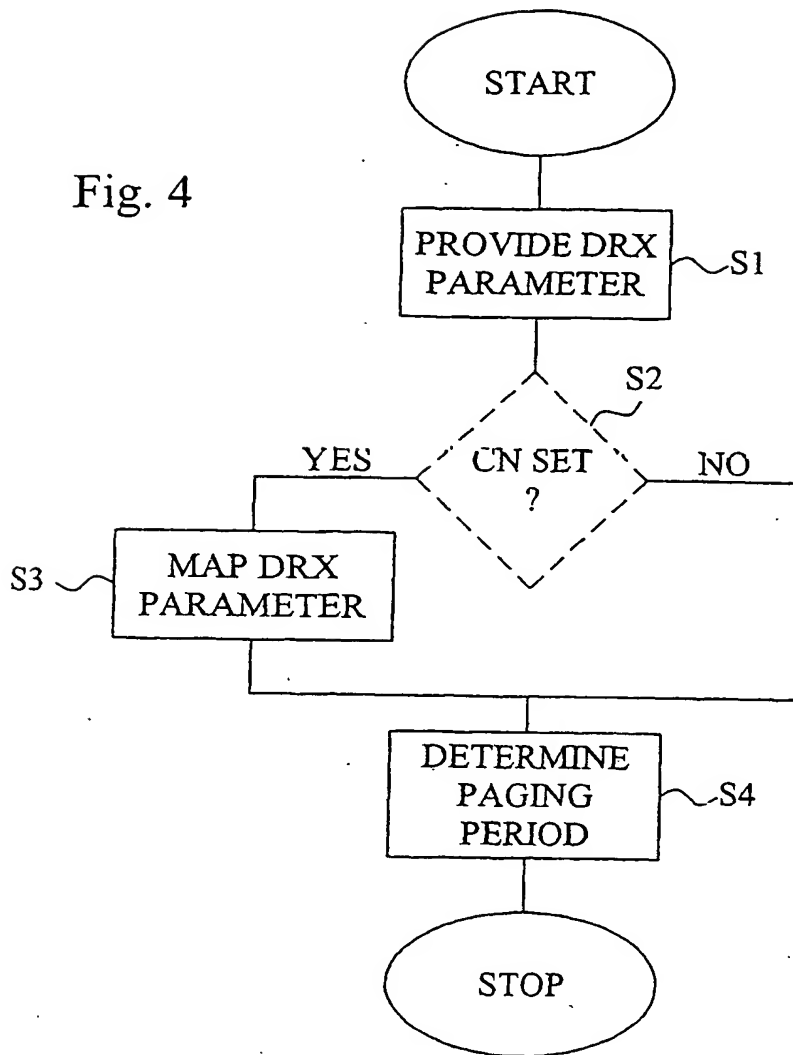 START
Fig. 4
PROVIDE DRX
PARAMETER
S1
S2
YES
CN SET
?
NO
S3
MAP DRX
PARAMETER
DETERMINE
PAGING
PERIOD
S4
STOP